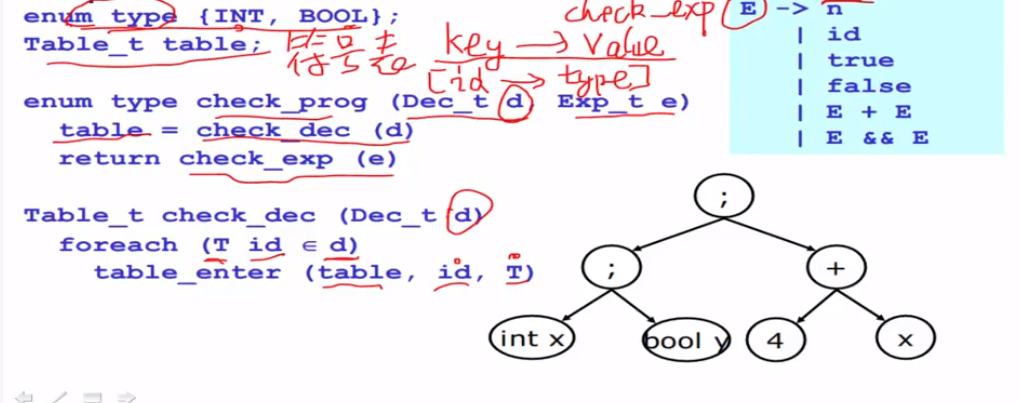 enum type {INT, BOOL};
Table_t table; 符号表
key → value
[id → type]
check_exp
E -> n
| id
| true
| false
| E + E
| E && E
enum type check_prog (Dec_t d, Exp_t e)
table = check_dec (d)
return check_exp (e)
Table_t check_dec (Dec_t d)
foreach (T id ∈ d)
table_enter (table, id, T)
;
; +
int x bool y 4 x